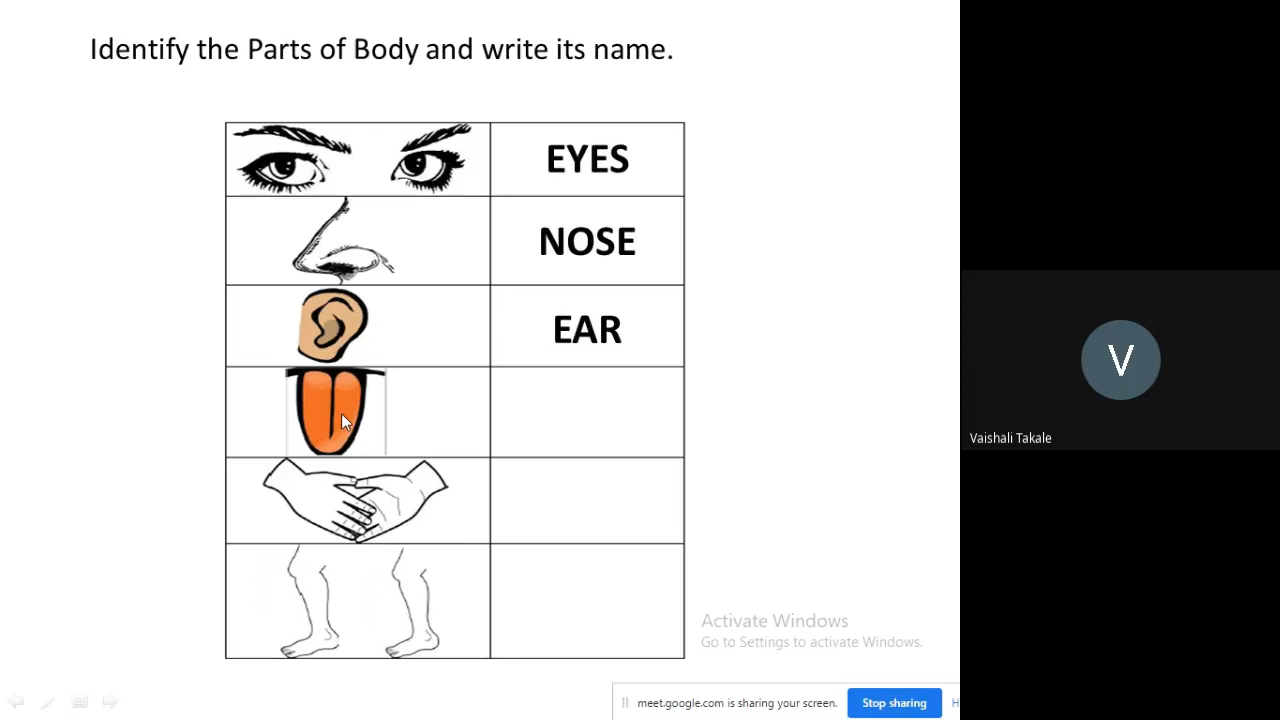 Identify the Parts of Body and write its name.
EYES
NOSE
EAR
V
Vaishali Takale
Activate Windows
Go to Settings to activate Windows.
meet.google.com is sharing your screen.
Stop sharing
H